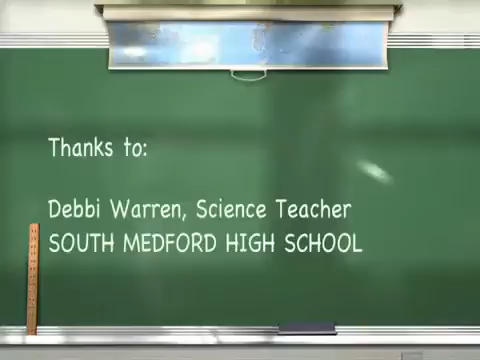 Thanks to:
Debbi Warren, Science Teacher
SOUTH MEDFORD HIGH SCHOOL